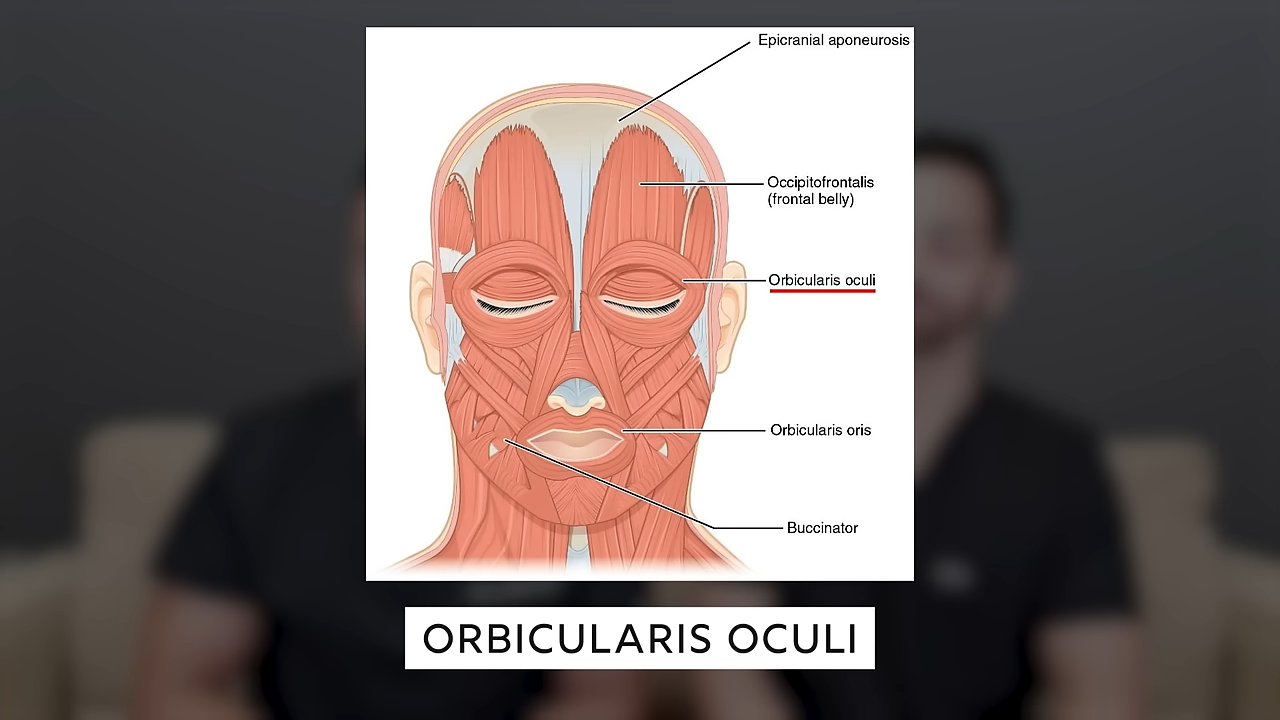 Epicranial aponeurosis
Occipitofrontalis
(frontal belly)
Orbicularis oculi
Orbicularis oris
Buccinator
ORBICULARIS OCULI